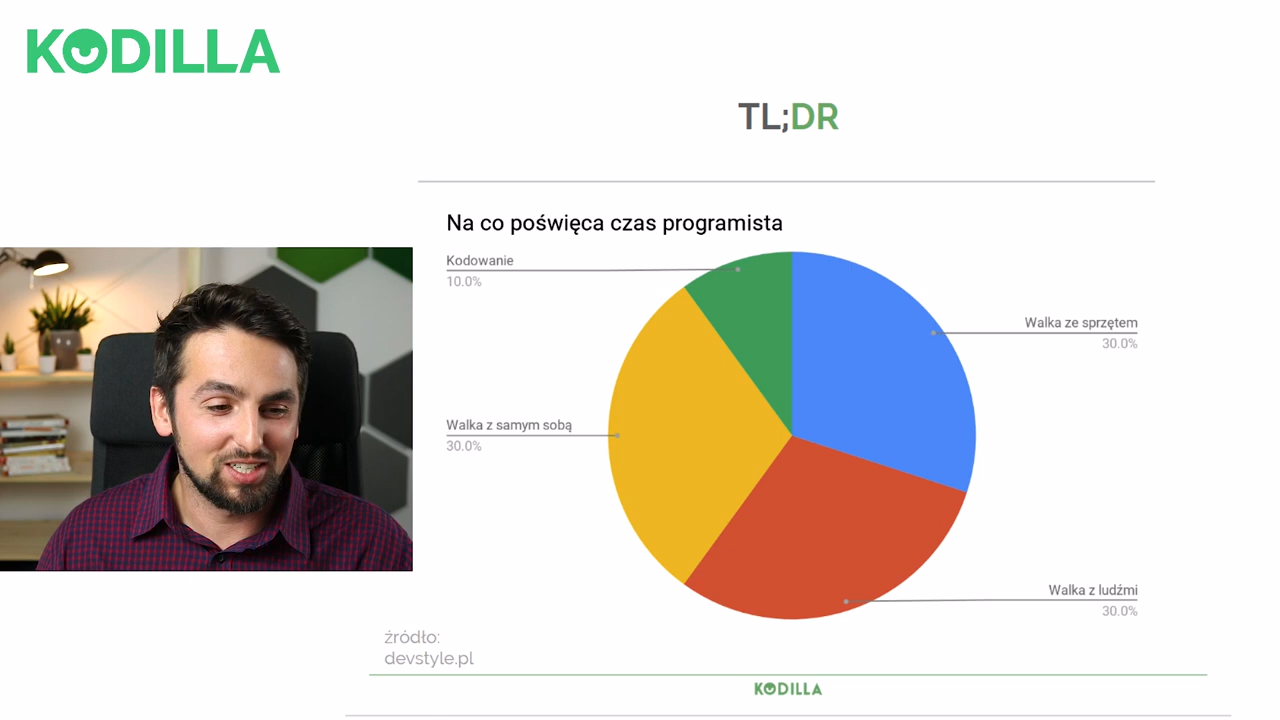 KODILLA
TL;DR
Na co poświęca czas programista
Kodowanie
10.0%
Walka ze sprzętem
30.0%
Walka z samym sobą
30.0%
Walka z ludźmi
30.0%
źródło:
devstyle.pl
KODILLA